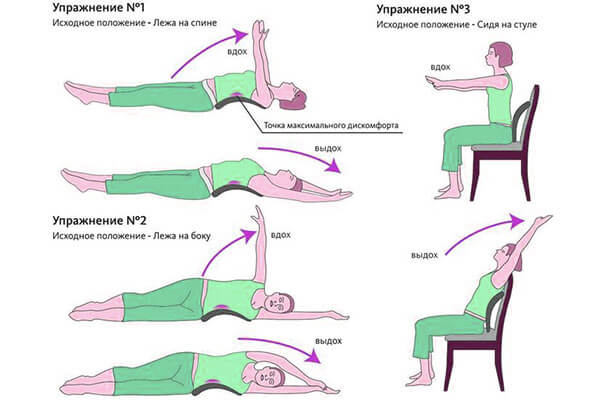 Упражнение №1
Исходное положение - Лежа на спине
вдох
Точка максимального дискомфорта
выдох
Упражнение №2
Исходное положение - Лежа на боку
вдох
выдох
Упражнение №3
Исходное положение - Сидя на стуле
вдох
выдох